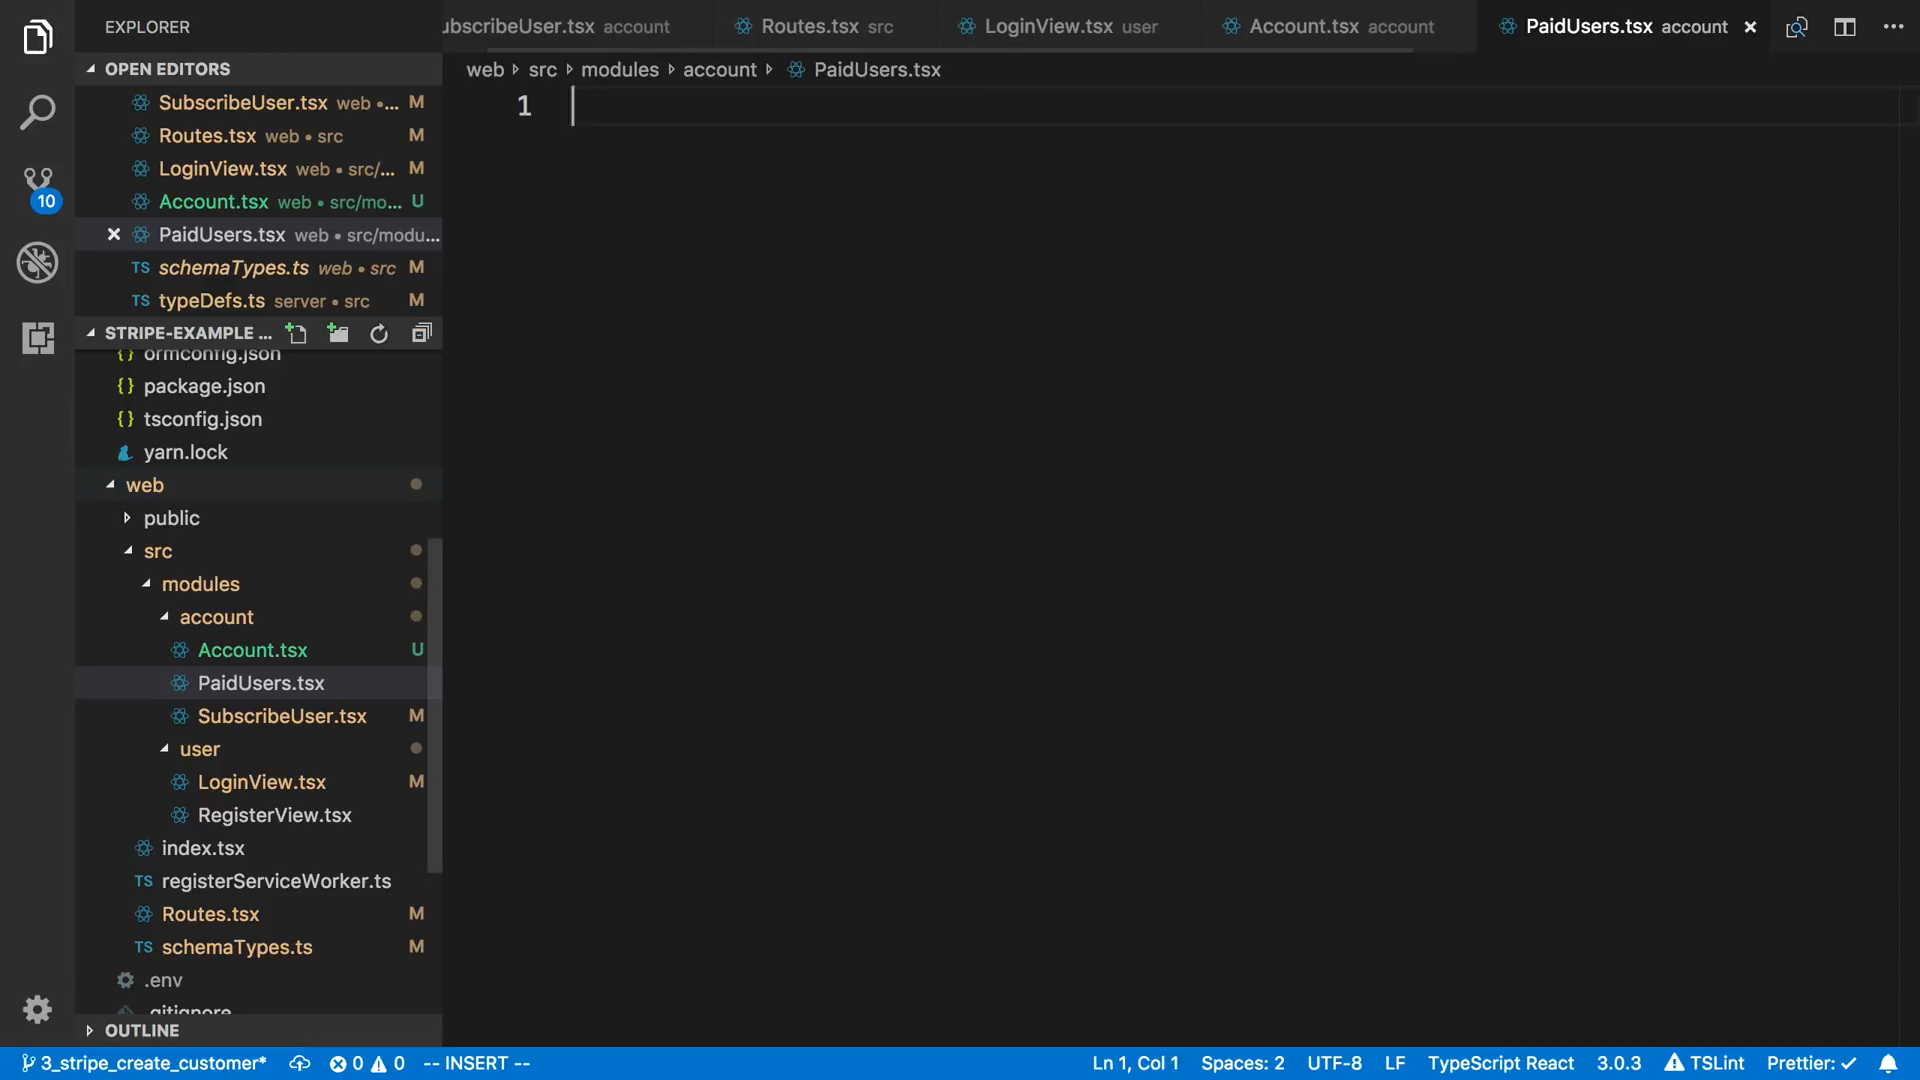 EXPLORER
ubscribeUser.tsx account
Routes.tsx src
LoginView.tsx user
Account.tsx account
PaidUsers.tsx account
OPEN EDITORS
SubscribeUser.tsx web •... M
Routes.tsx web • src M
LoginView.tsx web • src/... M
Account.tsx web • src/mo... U
PaidUsers.tsx web • src/modu...
TS schemaTypes.ts web • src M
TS typeDefs.ts server • src M
STRIPE-EXAMPLE ...
{} ormconfig.json
{} package.json
{} tsconfig.json
yarn.lock
web
public
src
modules
account
Account.tsx U
PaidUsers.tsx
SubscribeUser.tsx M
user
LoginView.tsx M
RegisterView.tsx
index.tsx
TS registerServiceWorker.ts
Routes.tsx M
TS schemaTypes.ts M
.env
.gitignore
OUTLINE
10
web src modules account PaidUsers.tsx
1
3_stripe_create_customer* 0 0 -- INSERT -- Ln 1, Col 1 Spaces: 2 UTF-8 LF TypeScript React 3.0.3 TSLint Prettier: ✓